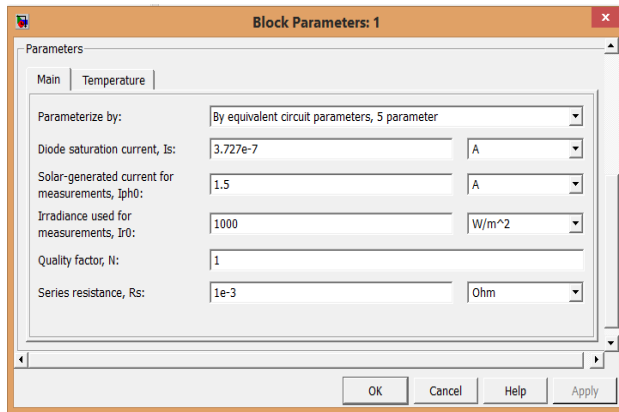 Block Parameters: 1
Parameters
Main Temperature
Parameterize by: By equivalent circuit parameters, 5 parameter
Diode saturation current, Is: 3.727e-7 A
Solar-generated current for
measurements, Iph0: 1.5 A
Irradiance used for
measurements, Ir0: 1000 W/m^2
Quality factor, N: 1
Series resistance, Rs: 1e-3 Ohm
OK Cancel Help Apply